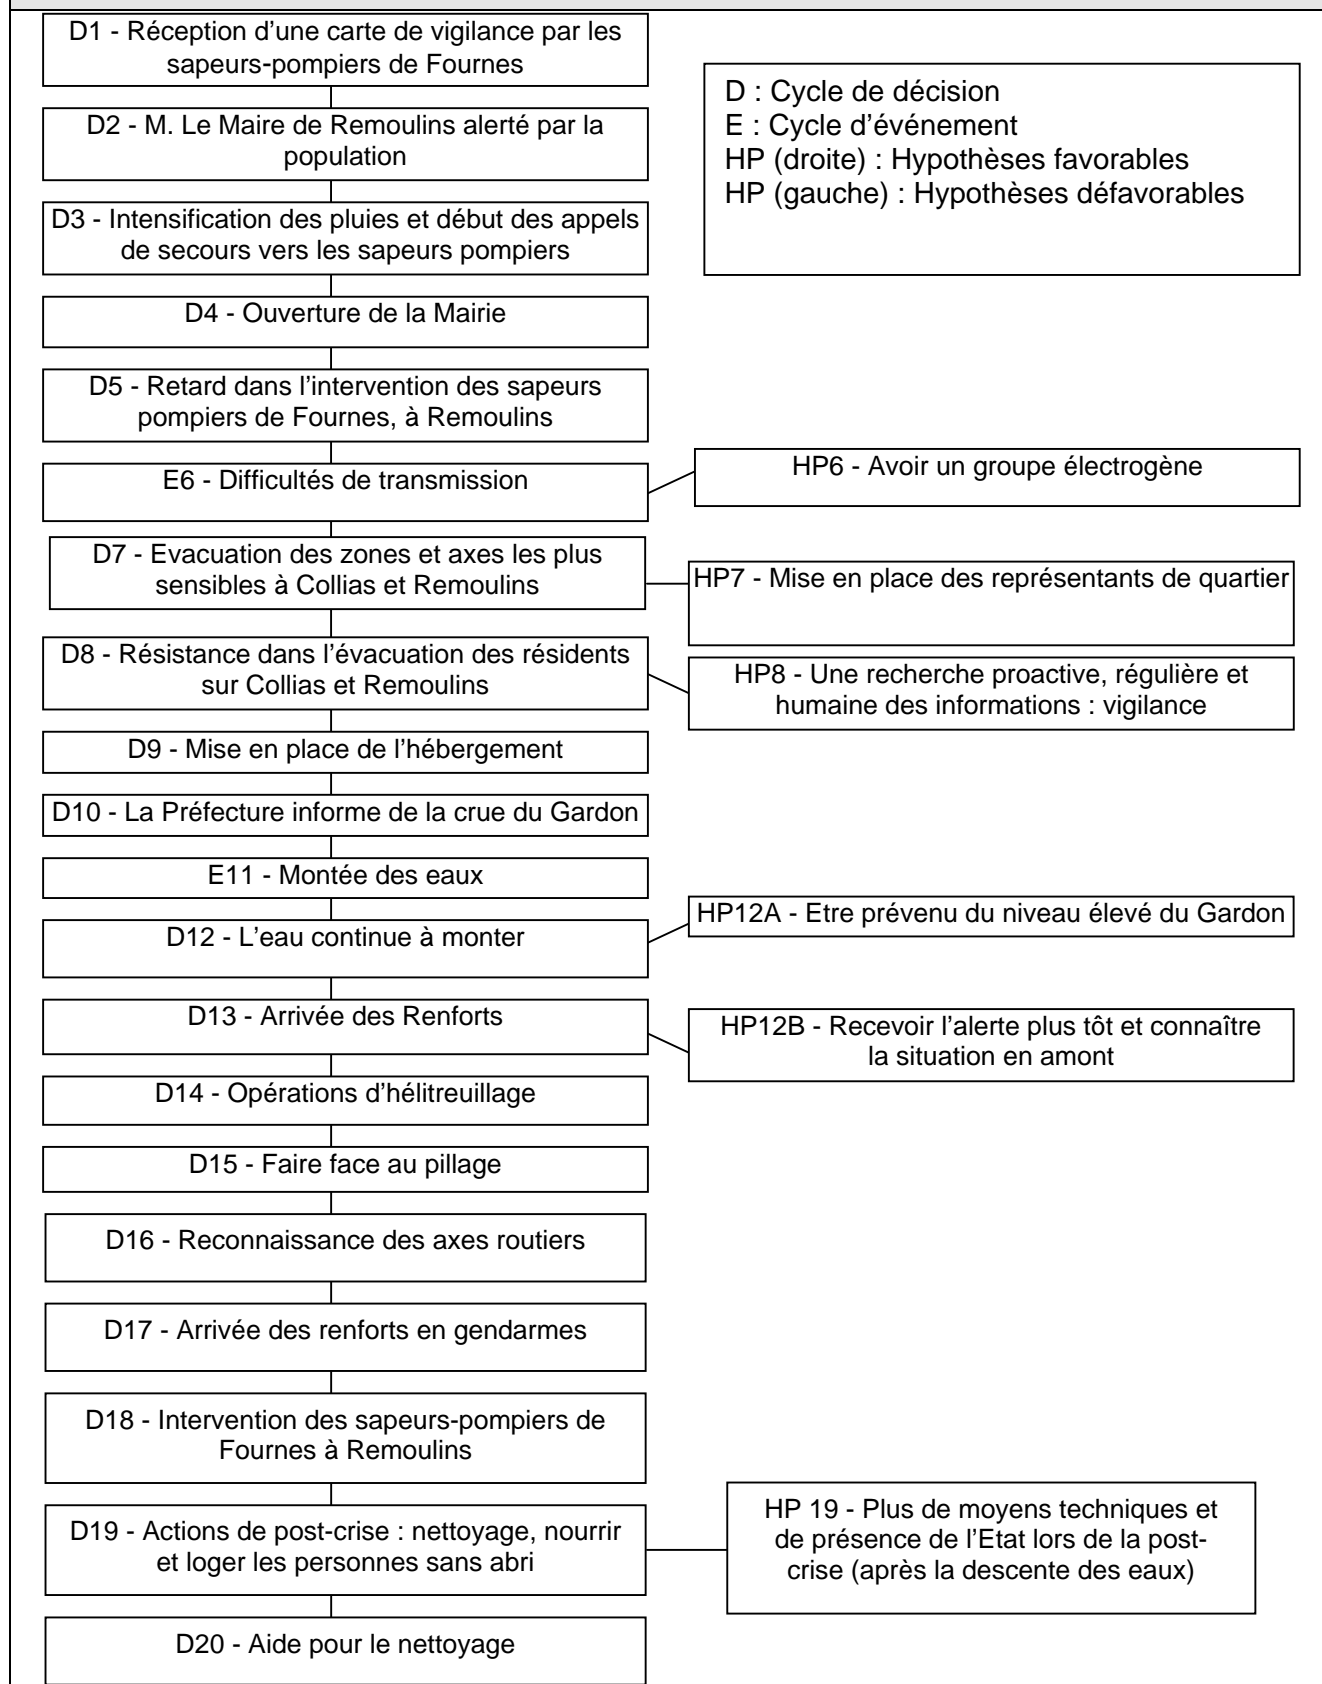 D1 - Réception d'une carte de vigilance par les
sapeurs-pompiers de Fournes
D : Cycle de décision
E : Cycle d'événement
HP (droite) : Hypothèses favorables
HP (gauche) : Hypothèses défavorables
D2 - M. Le Maire de Remoulins alerté par la
population
D3 - Intensification des pluies et début des appels
de secours vers les sapeurs pompiers
D4 - Ouverture de la Mairie
D5 - Retard dans l'intervention des sapeurs
pompiers de Fournes, à Remoulins
E6 - Difficultés de transmission
HP6 - Avoir un groupe électrogène
D7 - Evacuation des zones et axes les plus
sensibles à Collias et Remoulins
HP7 - Mise en place des représentants de quartier
D8 - Résistance dans l'évacuation des résidents
sur Collias et Remoulins
HP8 - Une recherche proactive, régulière et
humaine des informations : vigilance
D9 - Mise en place de l'hébergement
D10 - La Préfecture informe de la crue du Gardon
E11 - Montée des eaux
D12 - L'eau continue à monter
HP12A - Etre prévenu du niveau élevé du Gardon
D13 - Arrivée des Renforts
HP12B - Recevoir l'alerte plus tôt et connaître
la situation en amont
D14 - Opérations d'hélitreuillage
D15 - Faire face au pillage
D16 - Reconnaissance des axes routiers
D17 - Arrivée des renforts en gendarmes
D18 - Intervention des sapeurs-pompiers de
Fournes à Remoulins
D19 - Actions de post-crise : nettoyage, nourrir
et loger les personnes sans abri
HP 19 - Plus de moyens techniques et
de présence de l'Etat lors de la post-
crise (après la descente des eaux)
D20 - Aide pour le nettoyage